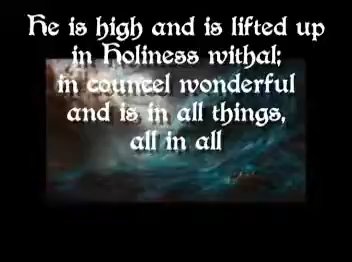 He is high and is lifted up
in Holiness withal;
in councel wonderful
and is in all things,
all in all